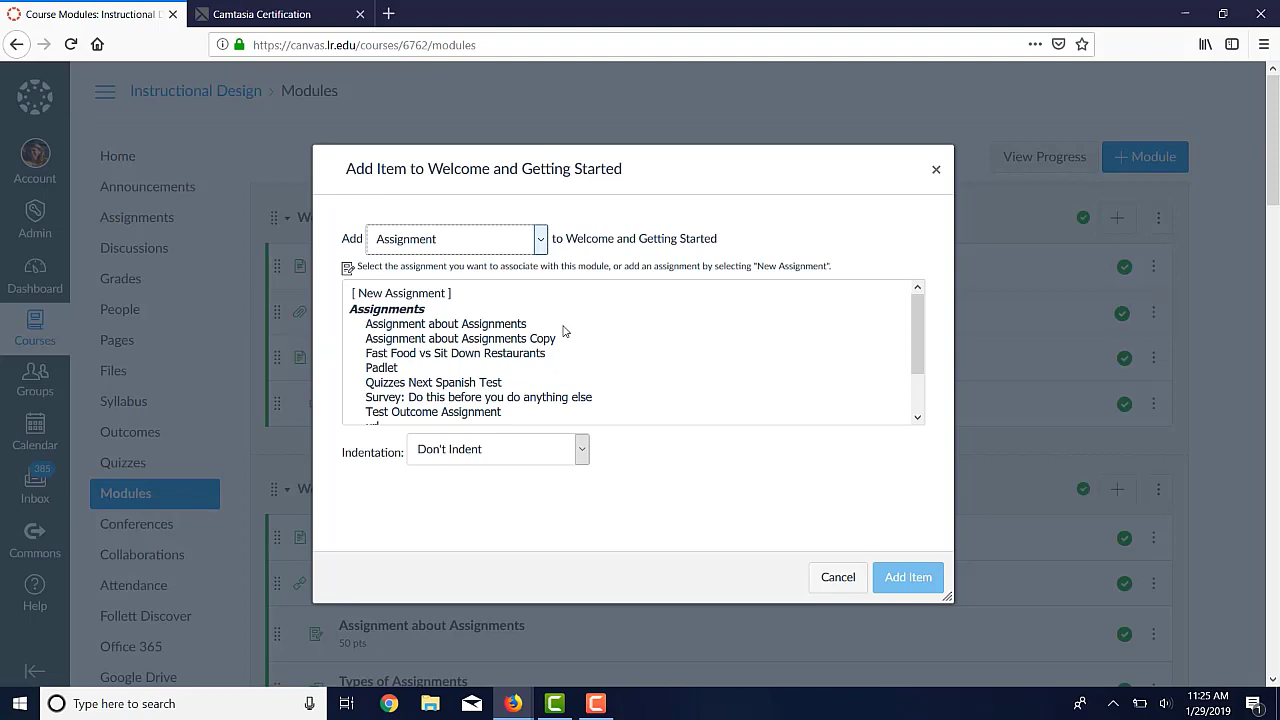 Course Modules: Instructional D
Camtasia Certification
https://canvas.lr.edu/courses/6762/modules
Instructional Design > Modules
Account
Admin
Dashboard
Courses
Groups
Calendar
385
Inbox
Commons
Help
Home
Announcements
Assignments
Discussions
Grades
People
Pages
Files
Syllabus
Outcomes
Quizzes
Modules
Conferences
Collaborations
Attendance
Follett Discover
Office 365
Google Drive
View Progress
+ Module
Add Item to Welcome and Getting Started
Add Assignment to Welcome and Getting Started
Select the assignment you want to associate with this module, or add an assignment by selecting "New Assignment".
[ New Assignment ]
Assignments
Assignment about Assignments
Assignment about Assignments Copy
Fast Food vs Sit Down Restaurants
Padlet
Quizzes Next Spanish Test
Survey: Do this before you do anything else
Test Outcome Assignment
Indentation: Don't Indent
Cancel
Add Item
Assignment about Assignments
50 pts
Types of Assignments
Type here to search
11:25 AM
1/29/2019